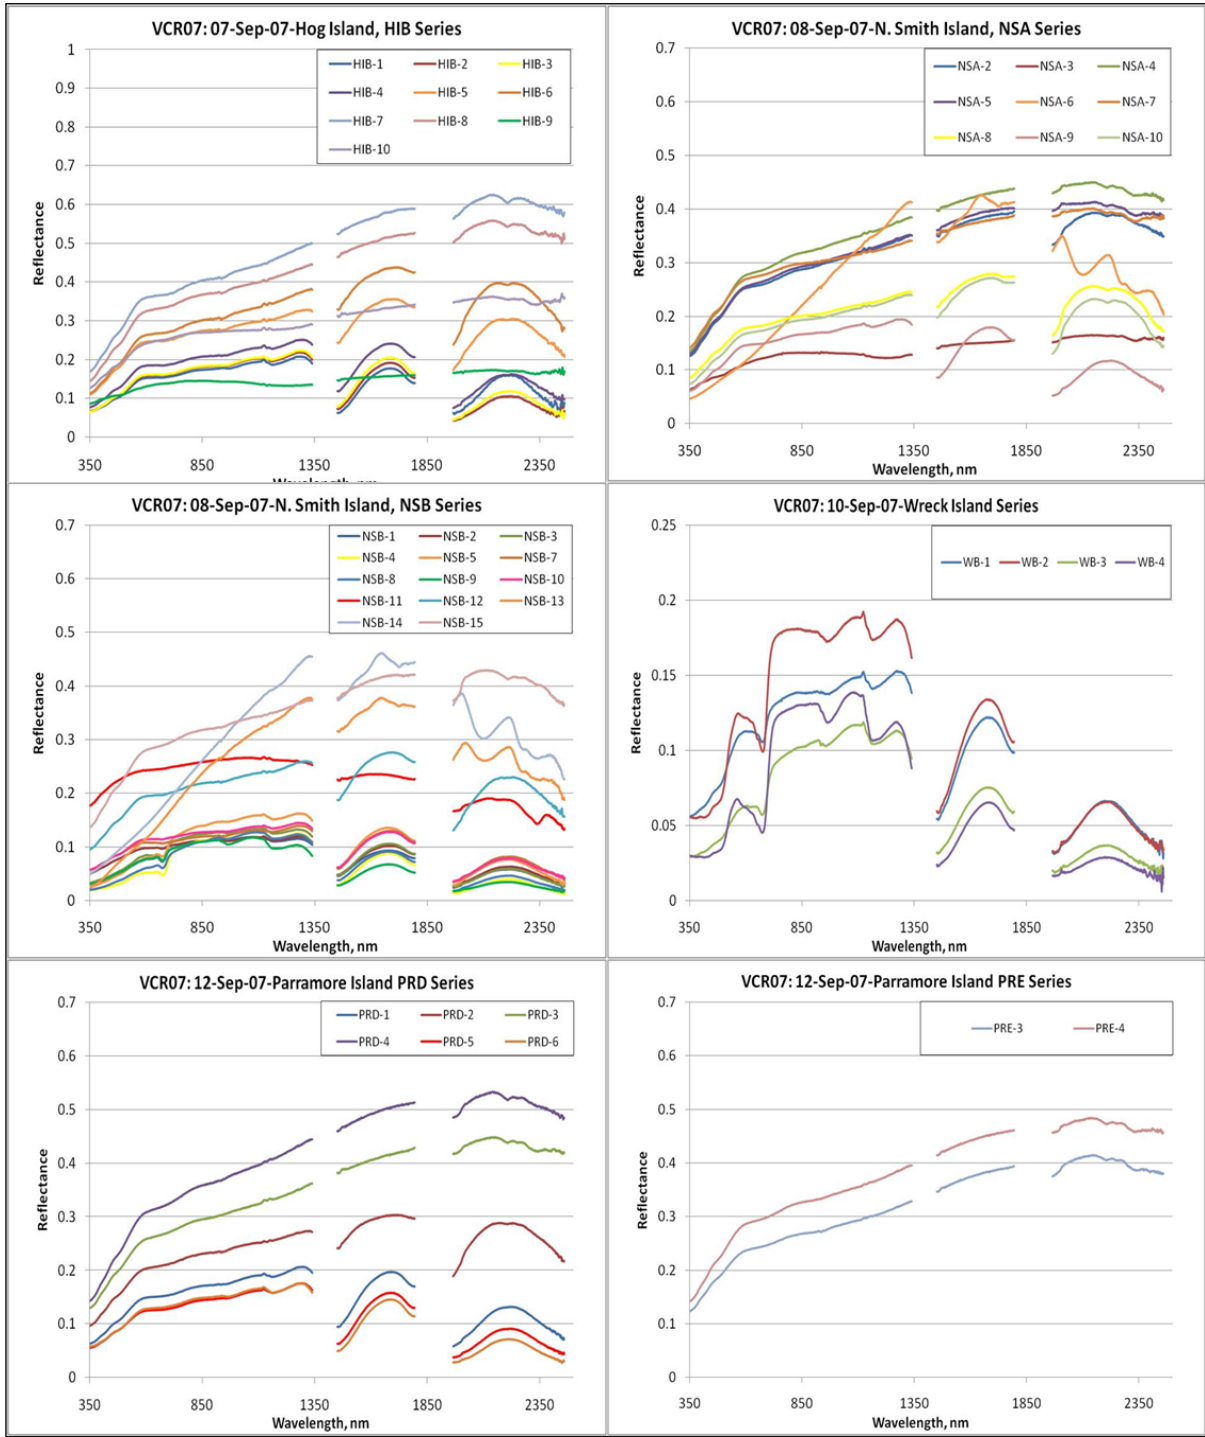 VCR07: 07-Sep-07-Hog Island, HIB Series
1
0.9
0.8
0.7
0.6
0.5
0.4
0.3
0.2
0.1
0
Reflectance
HIB-1 HIB-2 HIB-3
HIB-4 HIB-5 HIB-6
HIB-7 HIB-8 HIB-9
HIB-10
350 850 1350 1850 2350
Wavelength, nm
VCR07: 08-Sep-07-N. Smith Island, NSA Series
0.7
0.6
0.5
0.4
0.3
0.2
0.1
0
Reflectance
NSA-2 NSA-3 NSA-4
NSA-5 NSA-6 NSA-7
NSA-8 NSA-9 NSA-10
350 850 1350 1850 2350
Wavelength, nm
VCR07: 08-Sep-07-N. Smith Island, NSB Series
0.7
0.6
0.5
0.4
0.3
0.2
0.1
0
Reflectance
NSB-1 NSB-2 NSB-3
NSB-4 NSB-5 NSB-7
NSB-8 NSB-9 NSB-10
NSB-11 NSB-12 NSB-13
NSB-14 NSB-15
350 850 1350 1850 2350
Wavelength, nm
VCR07: 10-Sep-07-Wreck Island Series
0.25
0.2
0.15
0.1
0.05
0
Reflectance
WB-1 WB-2 WB-3 WB-4
350 850 1350 1850 2350
Wavelength, nm
VCR07: 12-Sep-07-Parramore Island PRD Series
0.7
0.6
0.5
0.4
0.3
0.2
0.1
0
Reflectance
PRD-1 PRD-2 PRD-3
PRD-4 PRD-5 PRD-6
350 850 1350 1850 2350
Wavelength, nm
VCR07: 12-Sep-07-Parramore Island PRE Series
0.7
0.6
0.5
0.4
0.3
0.2
0.1
0
Reflectance
PRE-3 PRE-4
350 850 1350 1850 2350
Wavelength, nm